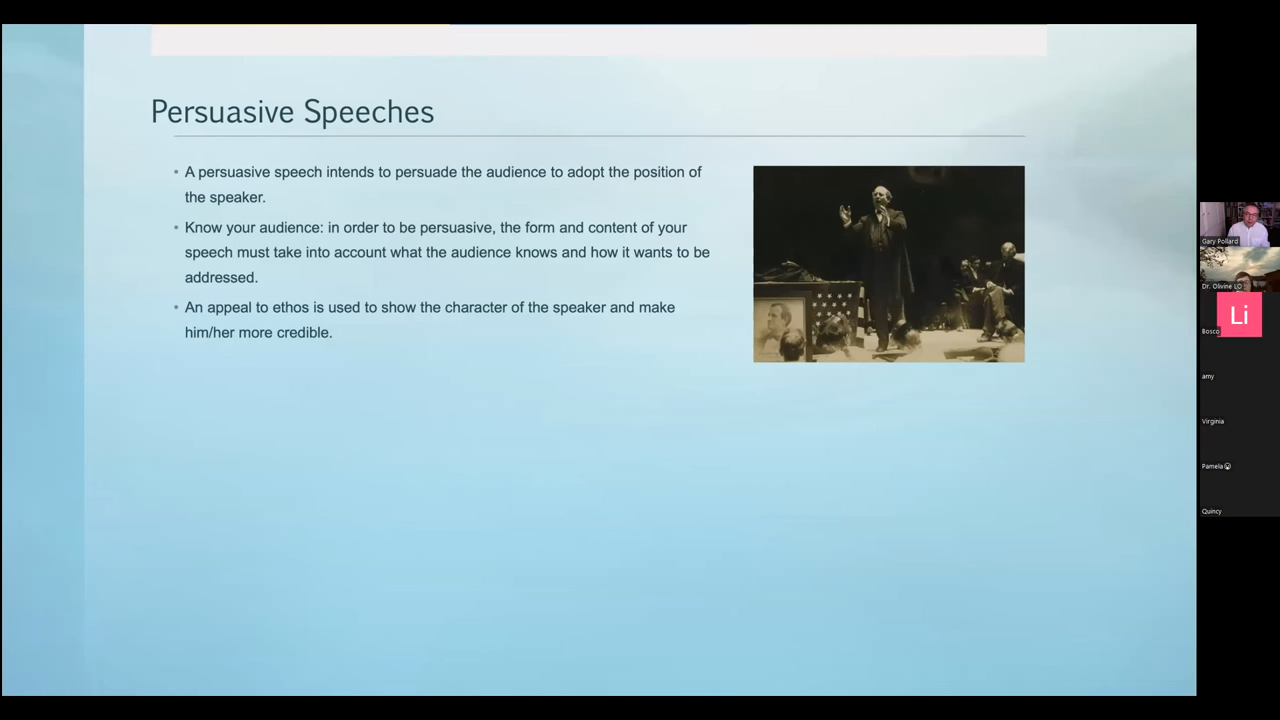 Persuasive Speeches
• A persuasive speech intends to persuade the audience to adopt the position of
the speaker.
• Know your audience: in order to be persuasive, the form and content of your
speech must take into account what the audience knows and how it wants to be
addressed.
• An appeal to ethos is used to show the character of the speaker and make
him/her more credible.
Gary Pollard
Dr. Olivine LO
Li
Bosco
amy
Virginia
Pamela
Quincy